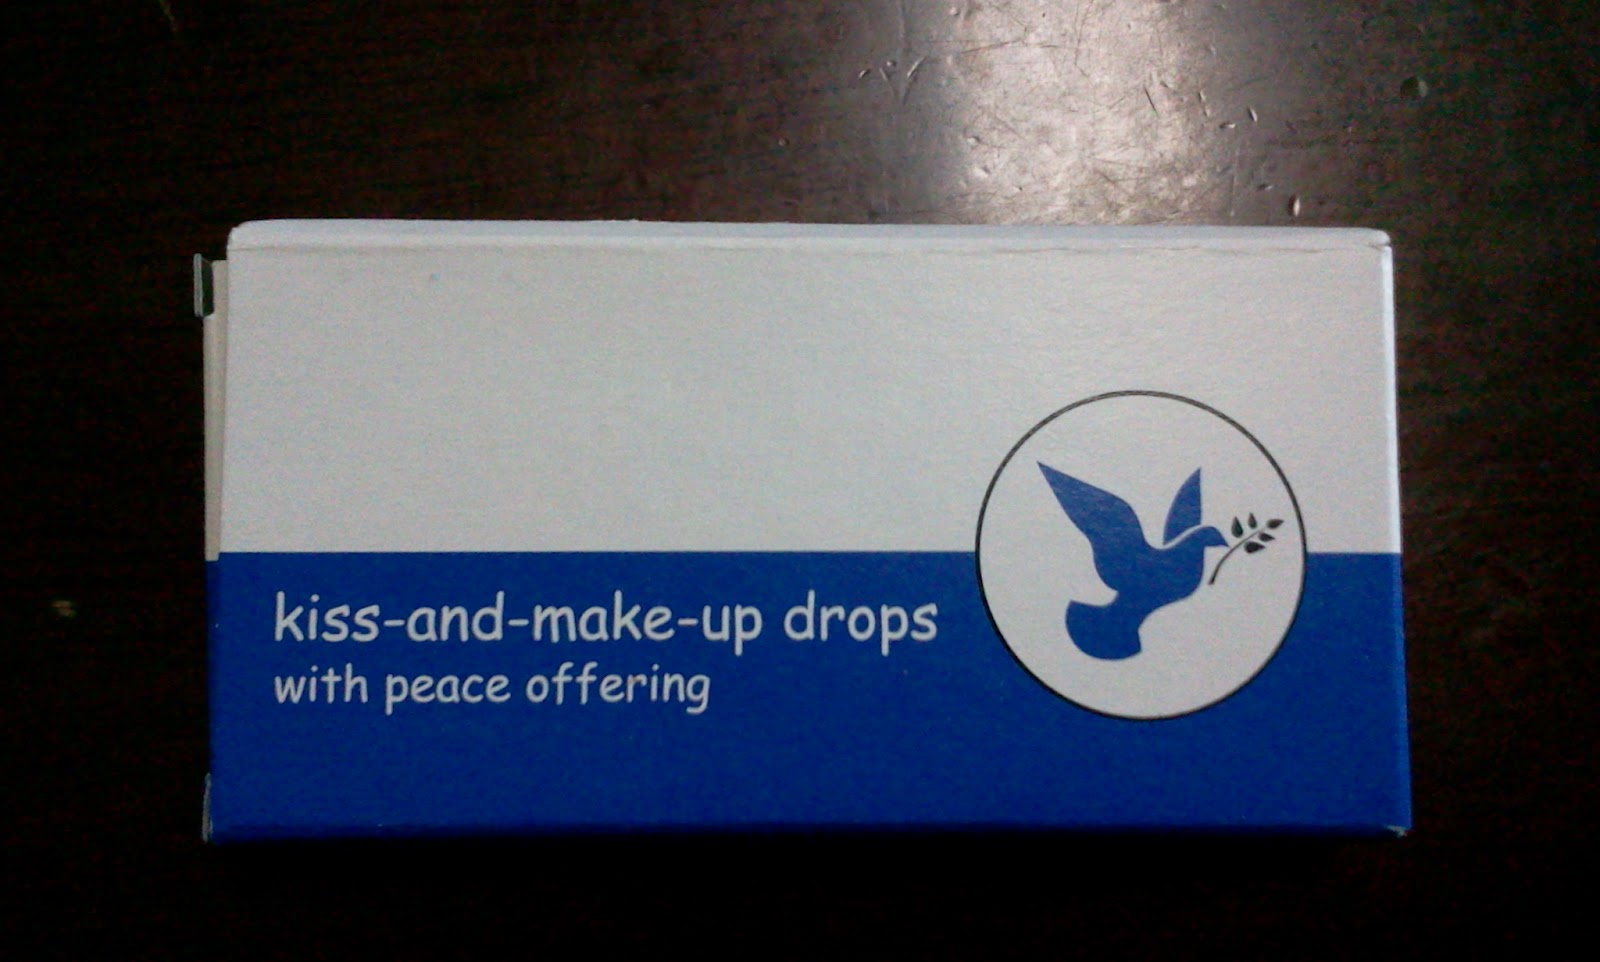 kiss-and-make-up drops
with peace offering